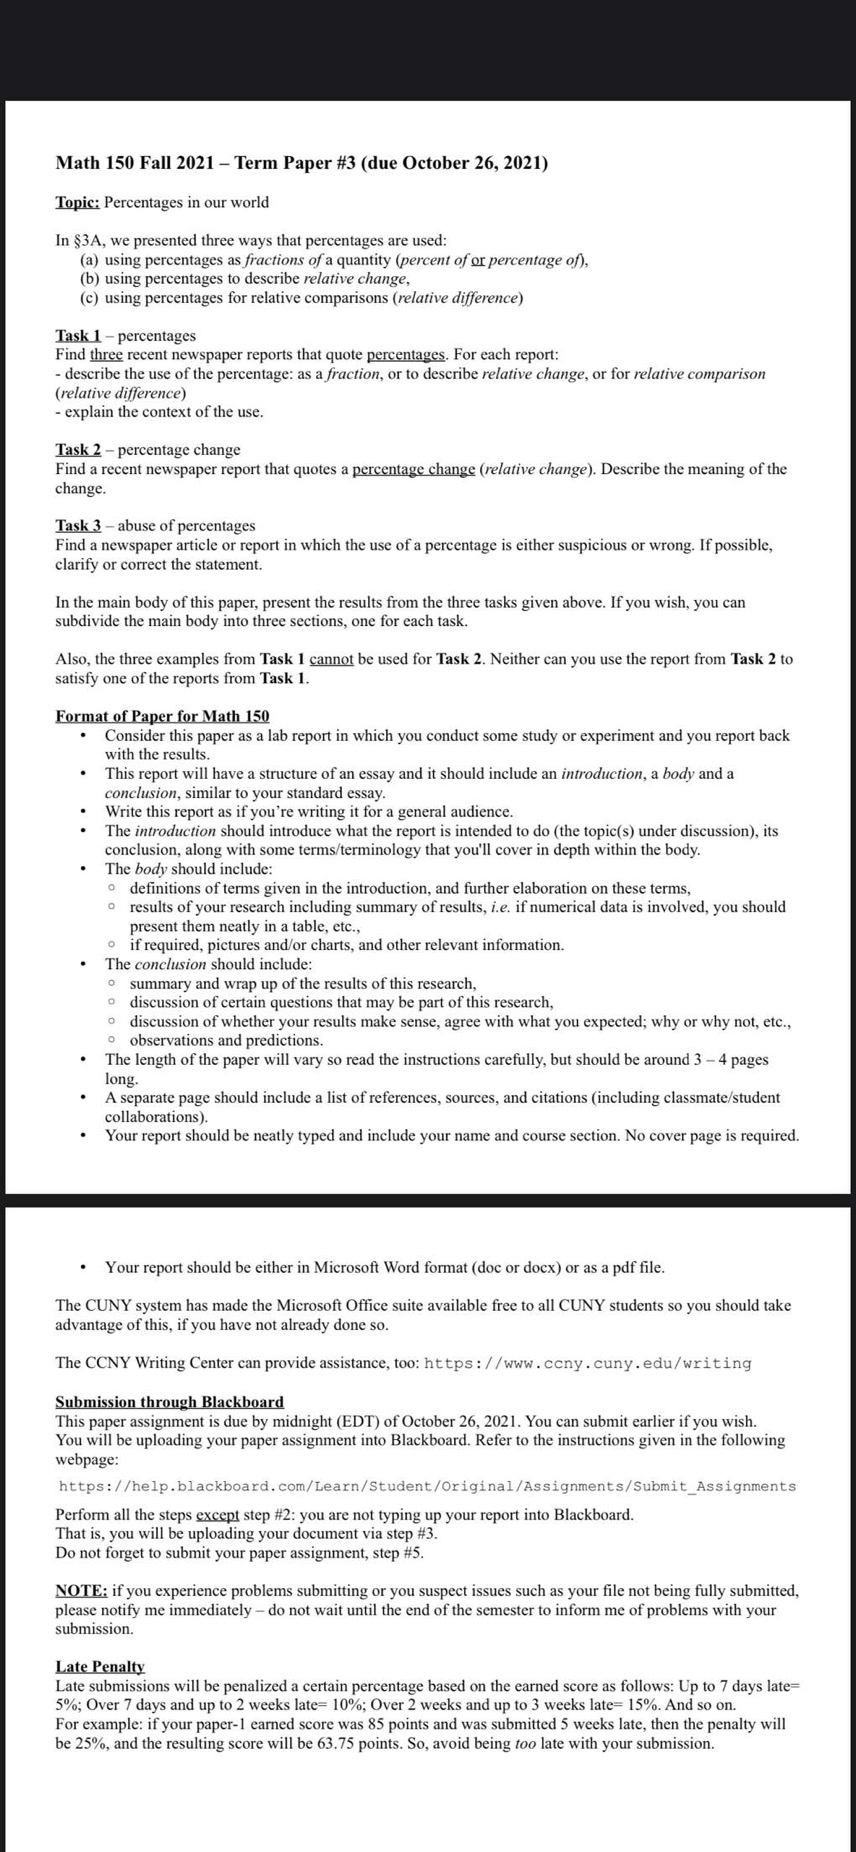 Math 150 Fall 2021 – Term Paper #3 (due October 26, 2021)
Topic: Percentages in our world
In §3A, we presented three ways that percentages are used:
(a) using percentages as fractions of a quantity (percent of or percentage of),
(b) using percentages to describe relative change,
(c) using percentages for relative comparisons (relative difference)
Task 1 – percentages
Find three recent newspaper reports that quote percentages. For each report:
- describe the use of the percentage: as a fraction, or to describe relative change, or for relative comparison
(relative difference)
- explain the context of the use.
Task 2 – percentage change
Find a recent newspaper report that quotes a percentage change (relative change). Describe the meaning of the
change.
Task 3 – abuse of percentages
Find a newspaper article or report in which the use of a percentage is either suspicious or wrong. If possible,
clarify or correct the statement.
In the main body of this paper, present the results from the three tasks given above. If you wish, you can
subdivide the main body into three sections, one for each task.
Also, the three examples from Task 1 cannot be used for Task 2. Neither can you use the report from Task 2 to
satisfy one of the reports from Task 1.
Format of Paper for Math 150
• Consider this paper as a lab report in which you conduct some study or experiment and you report back
with the results.
• This report will have a structure of an essay and it should include an introduction, a body and a
conclusion, similar to your standard essay.
• Write this report as if you're writing it for a general audience.
• The introduction should introduce what the report is intended to do (the topic(s) under discussion), its
conclusion, along with some terms/terminology that you'll cover in depth within the body.
• The body should include:
◦ definitions of terms given in the introduction, and further elaboration on these terms,
◦ results of your research including summary of results, i.e. if numerical data is involved, you should
present them neatly in a table, etc.,
◦ if required, pictures and/or charts, and other relevant information.
• The conclusion should include:
◦ summary and wrap up of the results of this research,
◦ discussion of certain questions that may be part of this research,
◦ discussion of whether your results make sense, agree with what you expected; why or why not, etc.,
◦ observations and predictions.
• The length of the paper will vary so read the instructions carefully, but should be around 3 – 4 pages
long.
• A separate page should include a list of references, sources, and citations (including classmate/student
collaborations).
• Your report should be neatly typed and include your name and course section. No cover page is required.
• Your report should be either in Microsoft Word format (doc or docx) or as a pdf file.
The CUNY system has made the Microsoft Office suite available free to all CUNY students so you should take
advantage of this, if you have not already done so.
The CCNY Writing Center can provide assistance, too: https://www.ccny.cuny.edu/writing
Submission through Blackboard
This paper assignment is due by midnight (EDT) of October 26, 2021. You can submit earlier if you wish.
You will be uploading your paper assignment into Blackboard. Refer to the instructions given in the following
webpage:
https://help.blackboard.com/Learn/Student/Original/Assignments/Submit_Assignments
Perform all the steps except step #2: you are not typing up your report into Blackboard.
That is, you will be uploading your document via step #3.
Do not forget to submit your paper assignment, step #5.
NOTE: if you experience problems submitting or you suspect issues such as your file not being fully submitted,
please notify me immediately – do not wait until the end of the semester to inform me of problems with your
submission.
Late Penalty
Late submissions will be penalized a certain percentage based on the earned score as follows: Up to 7 days late=
5%; Over 7 days and up to 2 weeks late= 10%; Over 2 weeks and up to 3 weeks late= 15%. And so on.
For example: if your paper-1 earned score was 85 points and was submitted 5 weeks late, then the penalty will
be 25%, and the resulting score will be 63.75 points. So, avoid being too late with your submission.